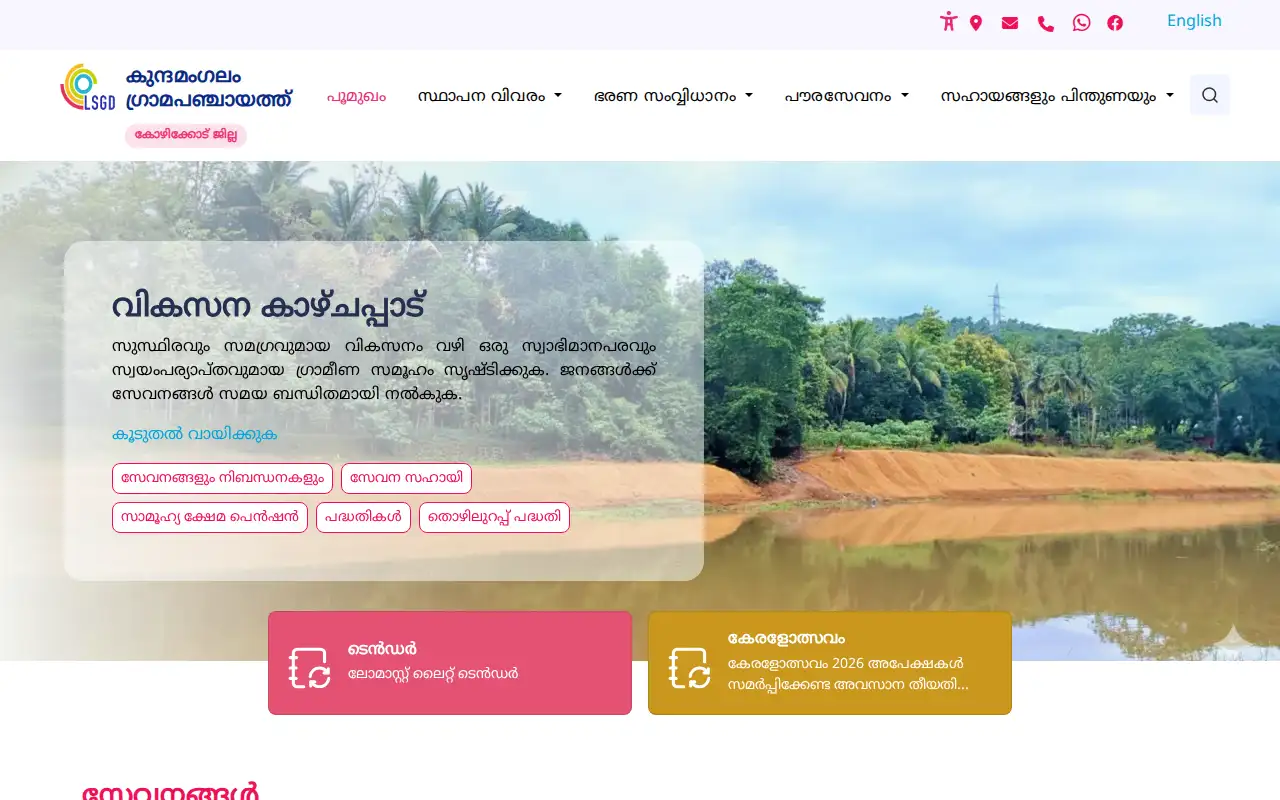 English
LSGD
കുന്ദമംഗലം
ഗ്രാമപഞ്ചായത്ത്
കോഴിക്കോട് ജില്ല
പൂമുഖം
സ്ഥാപന വിവരം
ഭരണ സംവ്വിധാനം
പൗരസേവനം
സഹായങ്ങളും പിന്തുണയും
വികസന കാഴ്ചപ്പാട്
സുസ്ഥിരവും സമഗ്രവുമായ വികസനം വഴി ഒരു സ്വാഭിമാനപരവും
സ്വയംപര്യാപ്തവുമായ ഗ്രാമീണ സമൂഹം സൃഷ്ടിക്കുക. ജനങ്ങൾക്ക്
സേവനങ്ങൾ സമയ ബന്ധിതമായി നൽകുക.
കൂടുതൽ വായിക്കുക
സേവനങ്ങളും നിബന്ധനകളും
സേവന സഹായി
സാമൂഹ്യ ക്ഷേമ പെൻഷൻ
പദ്ധതികൾ
തൊഴിലുറപ്പ് പദ്ധതി
ടെൻഡർ
ലോമാസ്റ്റ് ലൈറ്റ് ടെൻഡർ
കേരളോത്സവം
കേരളോത്സവം 2026 അപേക്ഷകൾ
സമർപ്പിക്കേണ്ട അവസാന തീയതി...
സേവനങ്ങൾ